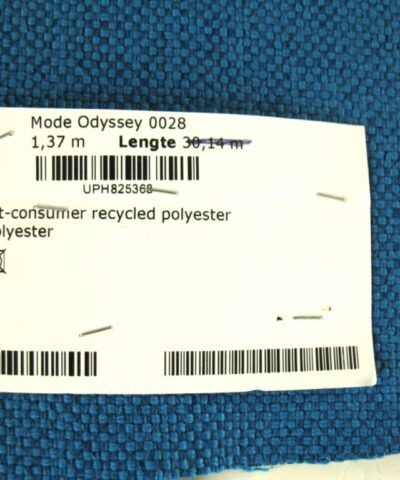 Mode Odyssey 0028
1,37 m Lengte 30,14 m
UPH825368
t-consumer recycled polyester
olyester